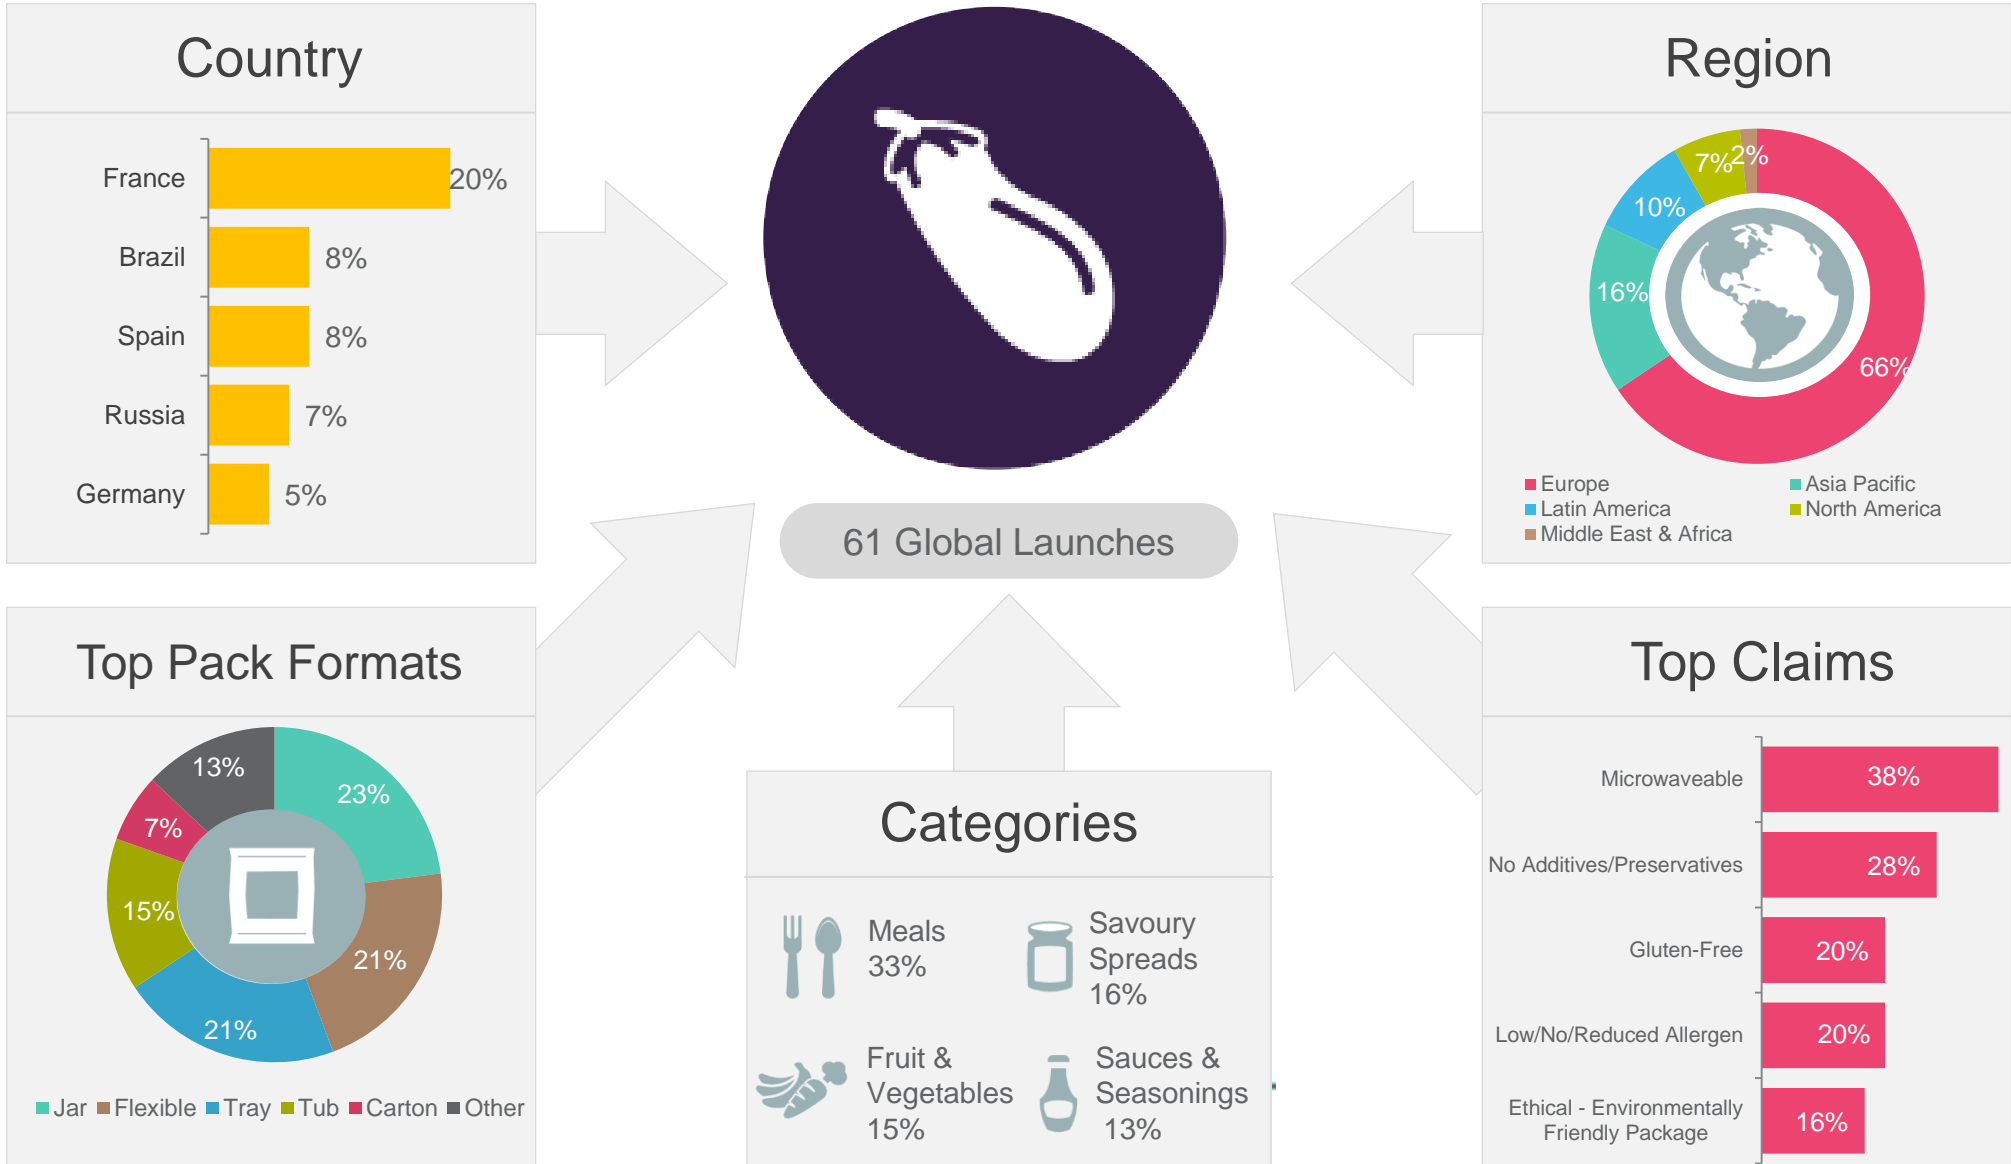 Country
France
20%
Brazil
8%
Spain
8%
Russia
7%
Germany
5%
61 Global Launches
Region
66%
16%
10%
7%
2%
Europe
Asia Pacific
Latin America
North America
Middle East & Africa
Top Pack Formats
23%
21%
21%
15%
7%
13%
Jar
Flexible
Tray
Tub
Carton
Other
Categories
Meals
33%
Savoury
Spreads
16%
Fruit &
Vegetables
15%
Sauces &
Seasonings
13%
Top Claims
Microwaveable
38%
No Additives/Preservatives
28%
Gluten-Free
20%
Low/No/Reduced Allergen
20%
Ethical - Environmentally
Friendly Package
16%